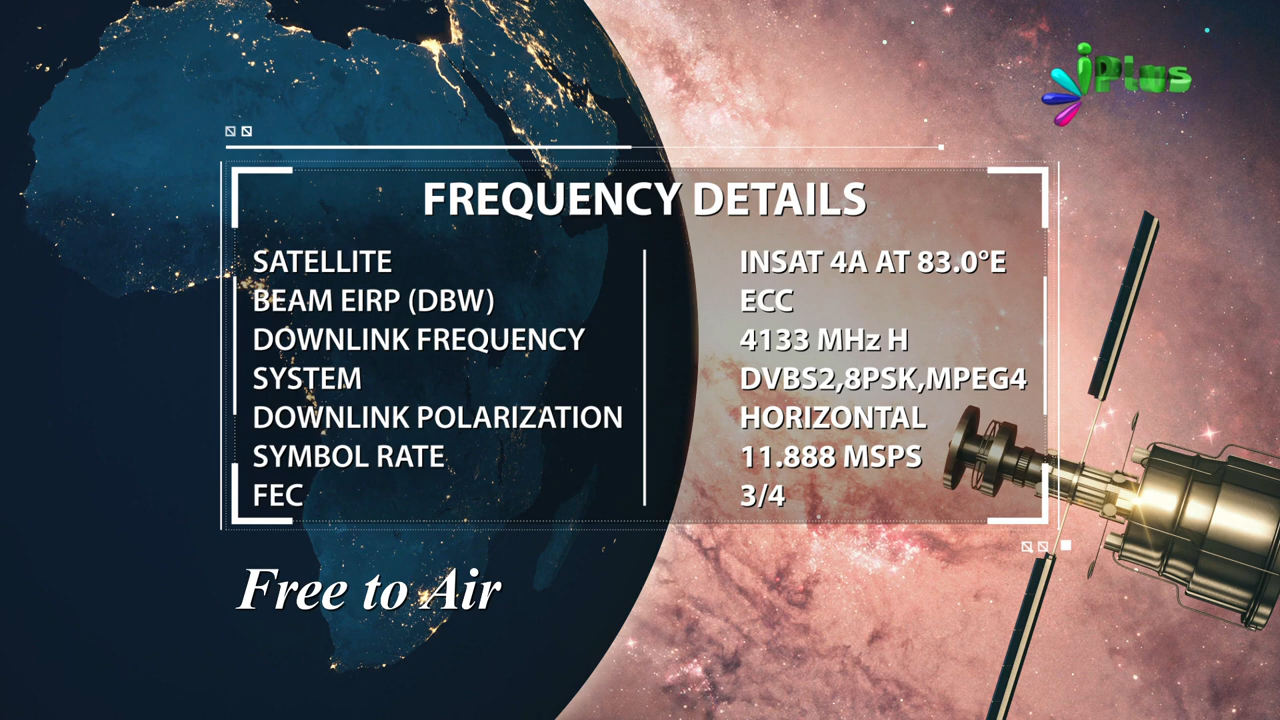 iPlus
FREQUENCY DETAILS
SATELLITE INSAT 4A AT 83.0°E
BEAM EIRP (DBW) ECC
DOWNLINK FREQUENCY 4133 MHz H
SYSTEM DVBS2,8PSK,MPEG4
DOWNLINK POLARIZATION HORIZONTAL
SYMBOL RATE 11.888 MSPS
FEC 3/4
Free to Air